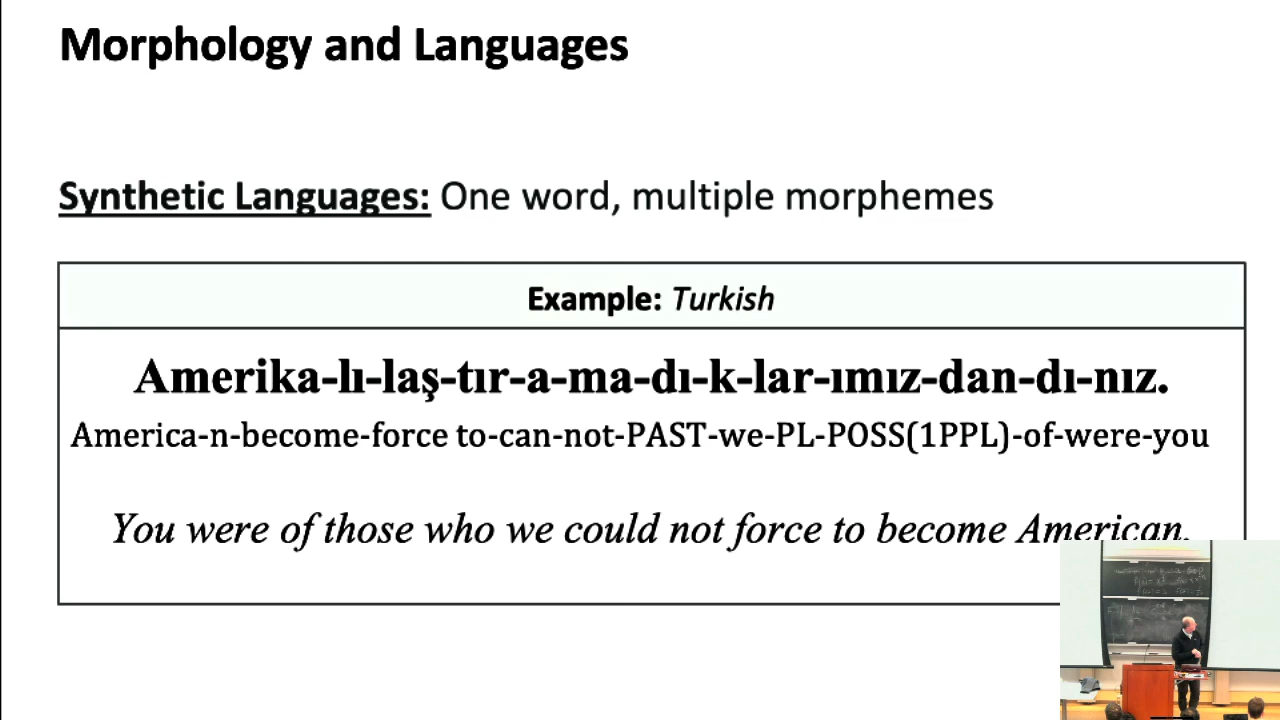 Morphology and Languages
Synthetic Languages: One word, multiple morphemes
Example: Turkish
Amerika-lı-laş-tır-a-ma-dı-k-lar-ımız-dan-dı-nız.
America-n-become-force to-can-not-PAST-we-PL-POSS(1PPL)-of-were-you
You were of those who we could not force to become American.